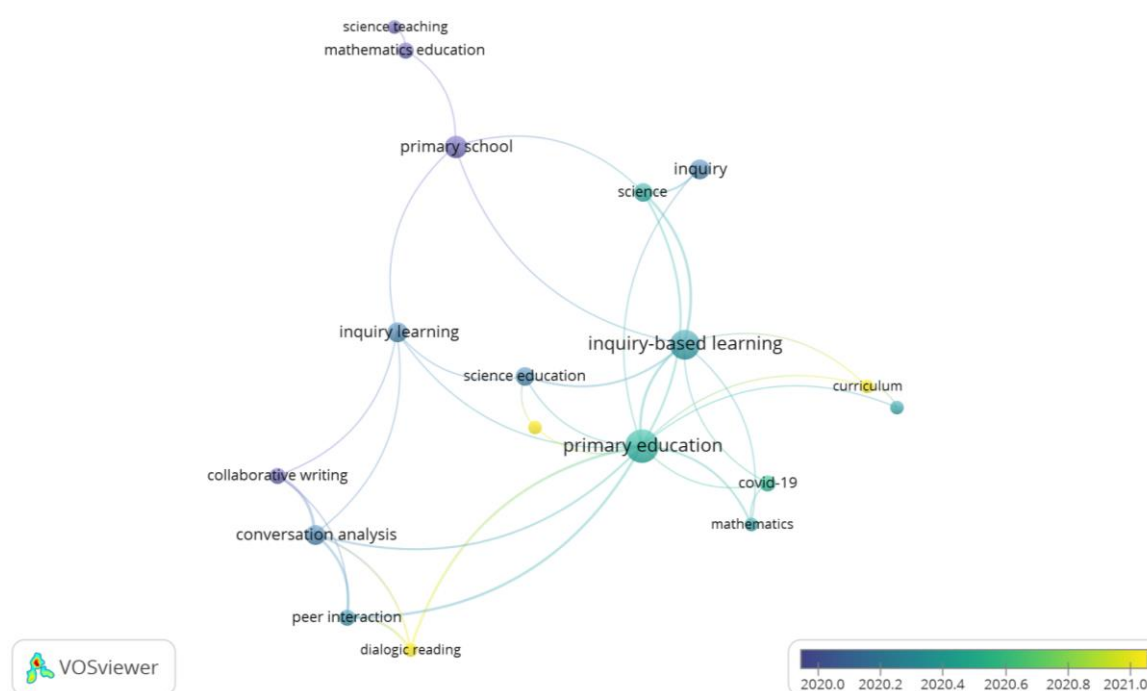 science teaching
mathematics education
primary school
inquiry
science
inquiry learning
inquiry-based learning
science education
curriculum
primary education
collaborative writing
covid-19
mathematics
conversation analysis
peer interaction
dialogic reading
VOSviewer
2020.0 2020.2 2020.4 2020.6 2020.8 2021.0